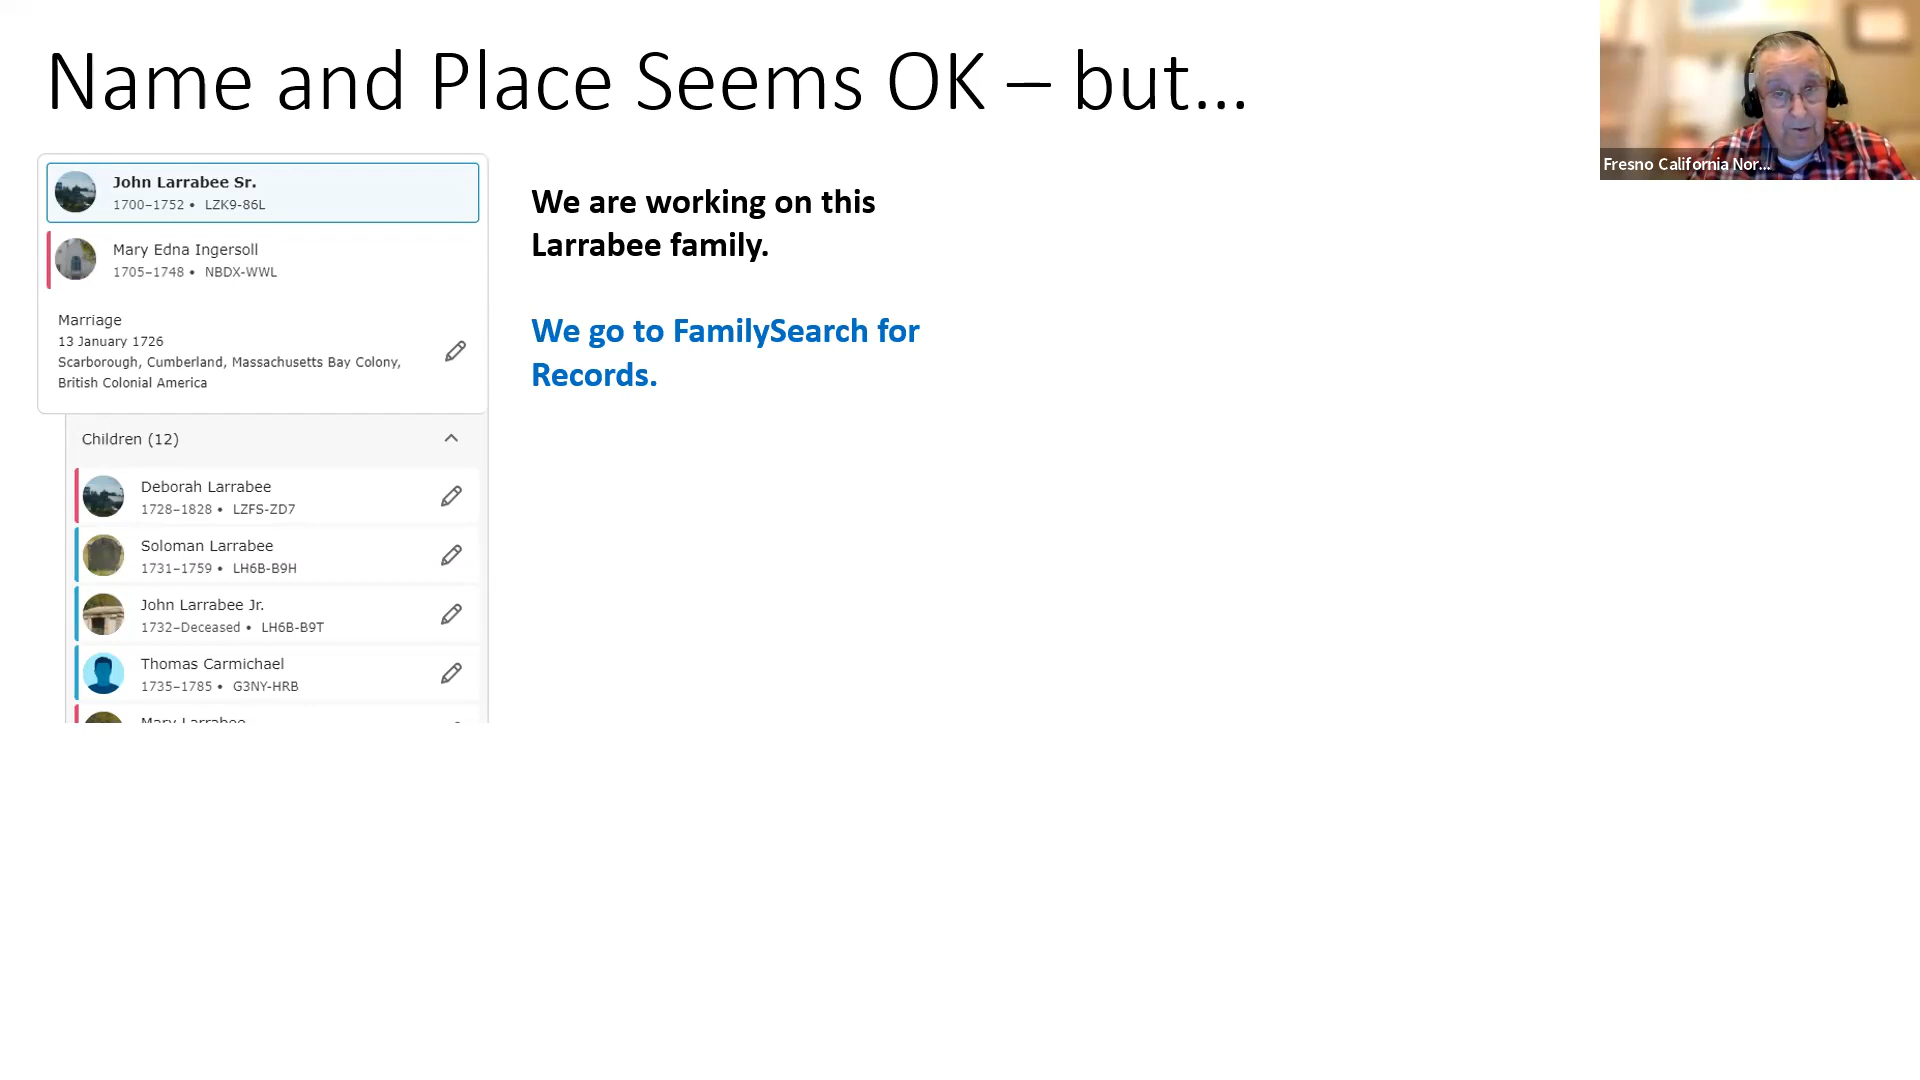 Name and Place Seems OK – but...
Fresno California Nor...
John Larrabee Sr.
1700–1752 • LZK9-86L
Mary Edna Ingersoll
1705–1748 • NBDX-WWL
Marriage
13 January 1726
Scarborough, Cumberland, Massachusetts Bay Colony,
British Colonial America
Children (12)
Deborah Larrabee
1728–1828 • LZFS-ZD7
Soloman Larrabee
1731–1759 • LH6B-B9H
John Larrabee Jr.
1732–Deceased • LH6B-B9T
Thomas Carmichael
1735–1785 • G3NY-HRB
Mary Larrabee
We are working on this
Larrabee family.
We go to FamilySearch for
Records.